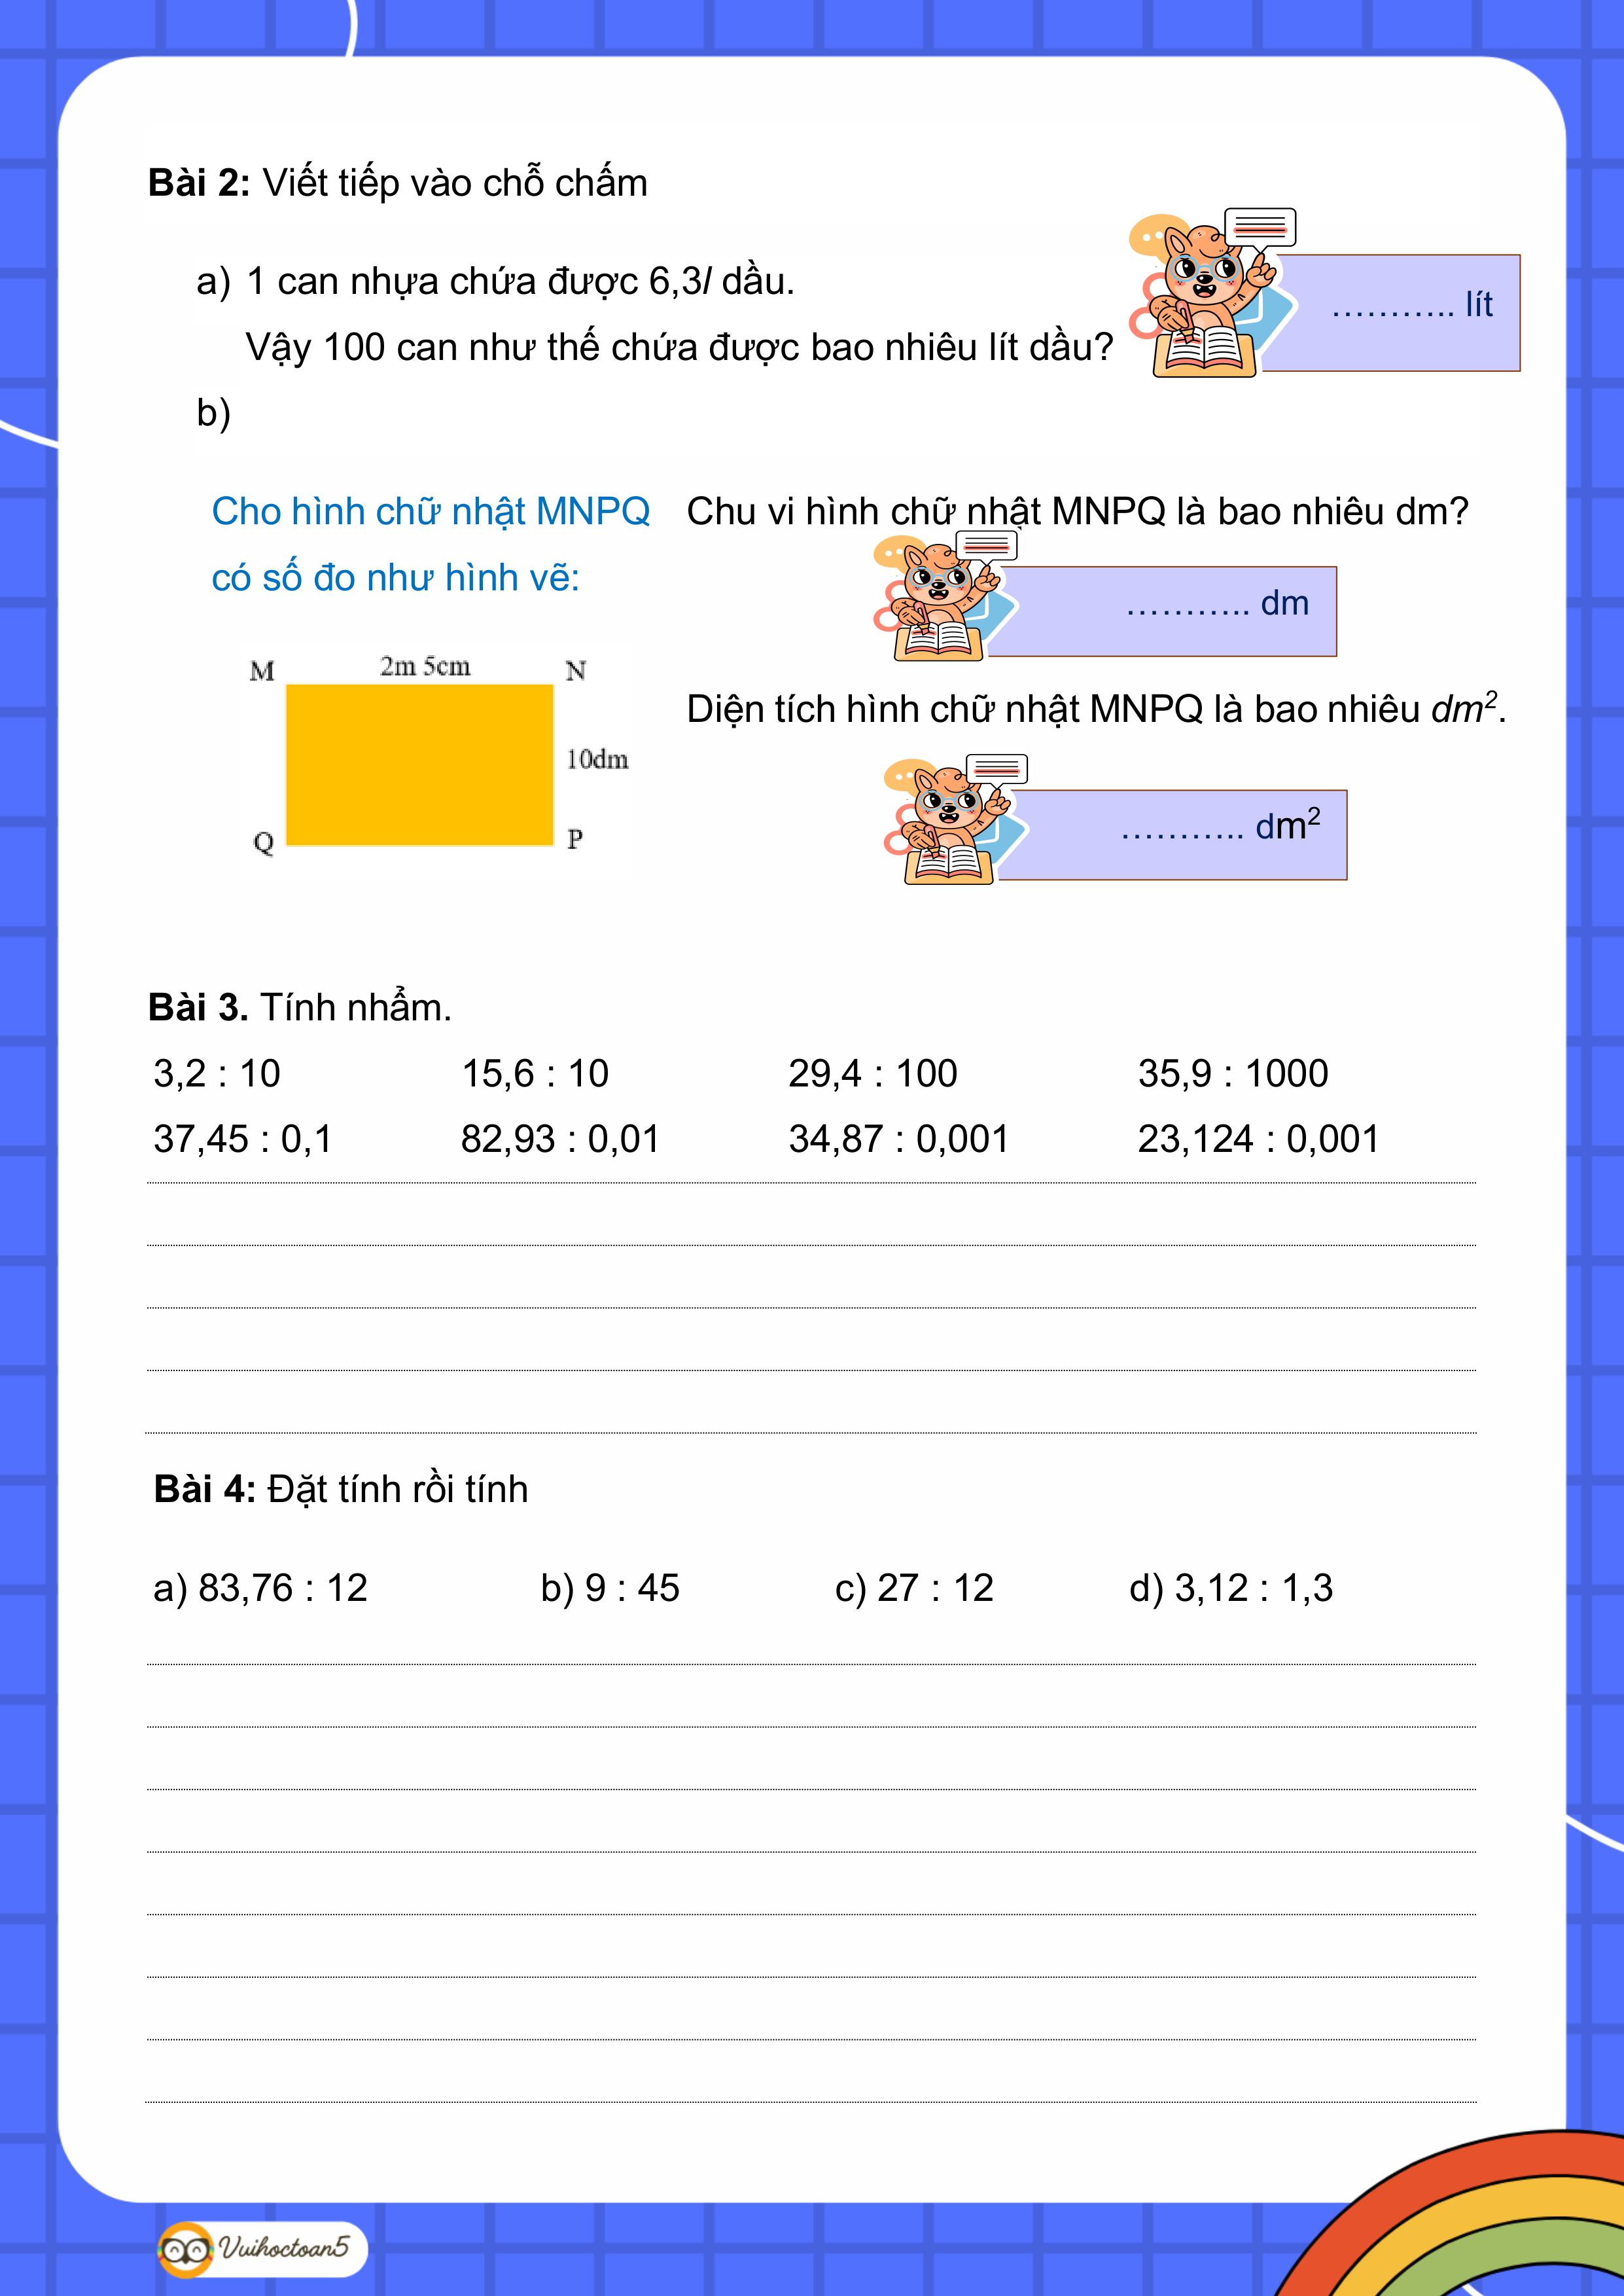 Bài 2: Viết tiếp vào chỗ chấm
a) 1 can nhựa chứa được 6,3l dầu.
Vậy 100 can như thế chứa được bao nhiêu lít dầu?
……….. lít
b)
Cho hình chữ nhật MNPQ
có số đo như hình vẽ:
M 2m 5cm N
10dm
Q P
Chu vi hình chữ nhật MNPQ là bao nhiêu dm?
……….. dm
Diện tích hình chữ nhật MNPQ là bao nhiêu dm².
……….. dm²
Bài 3. Tính nhẩm.
3,2 : 10 15,6 : 10 29,4 : 100 35,9 : 1000
37,45 : 0,1 82,93 : 0,01 34,87 : 0,001 23,124 : 0,001
Bài 4: Đặt tính rồi tính
a) 83,76 : 12 b) 9 : 45 c) 27 : 12 d) 3,12 : 1,3
Vuihoctoan5